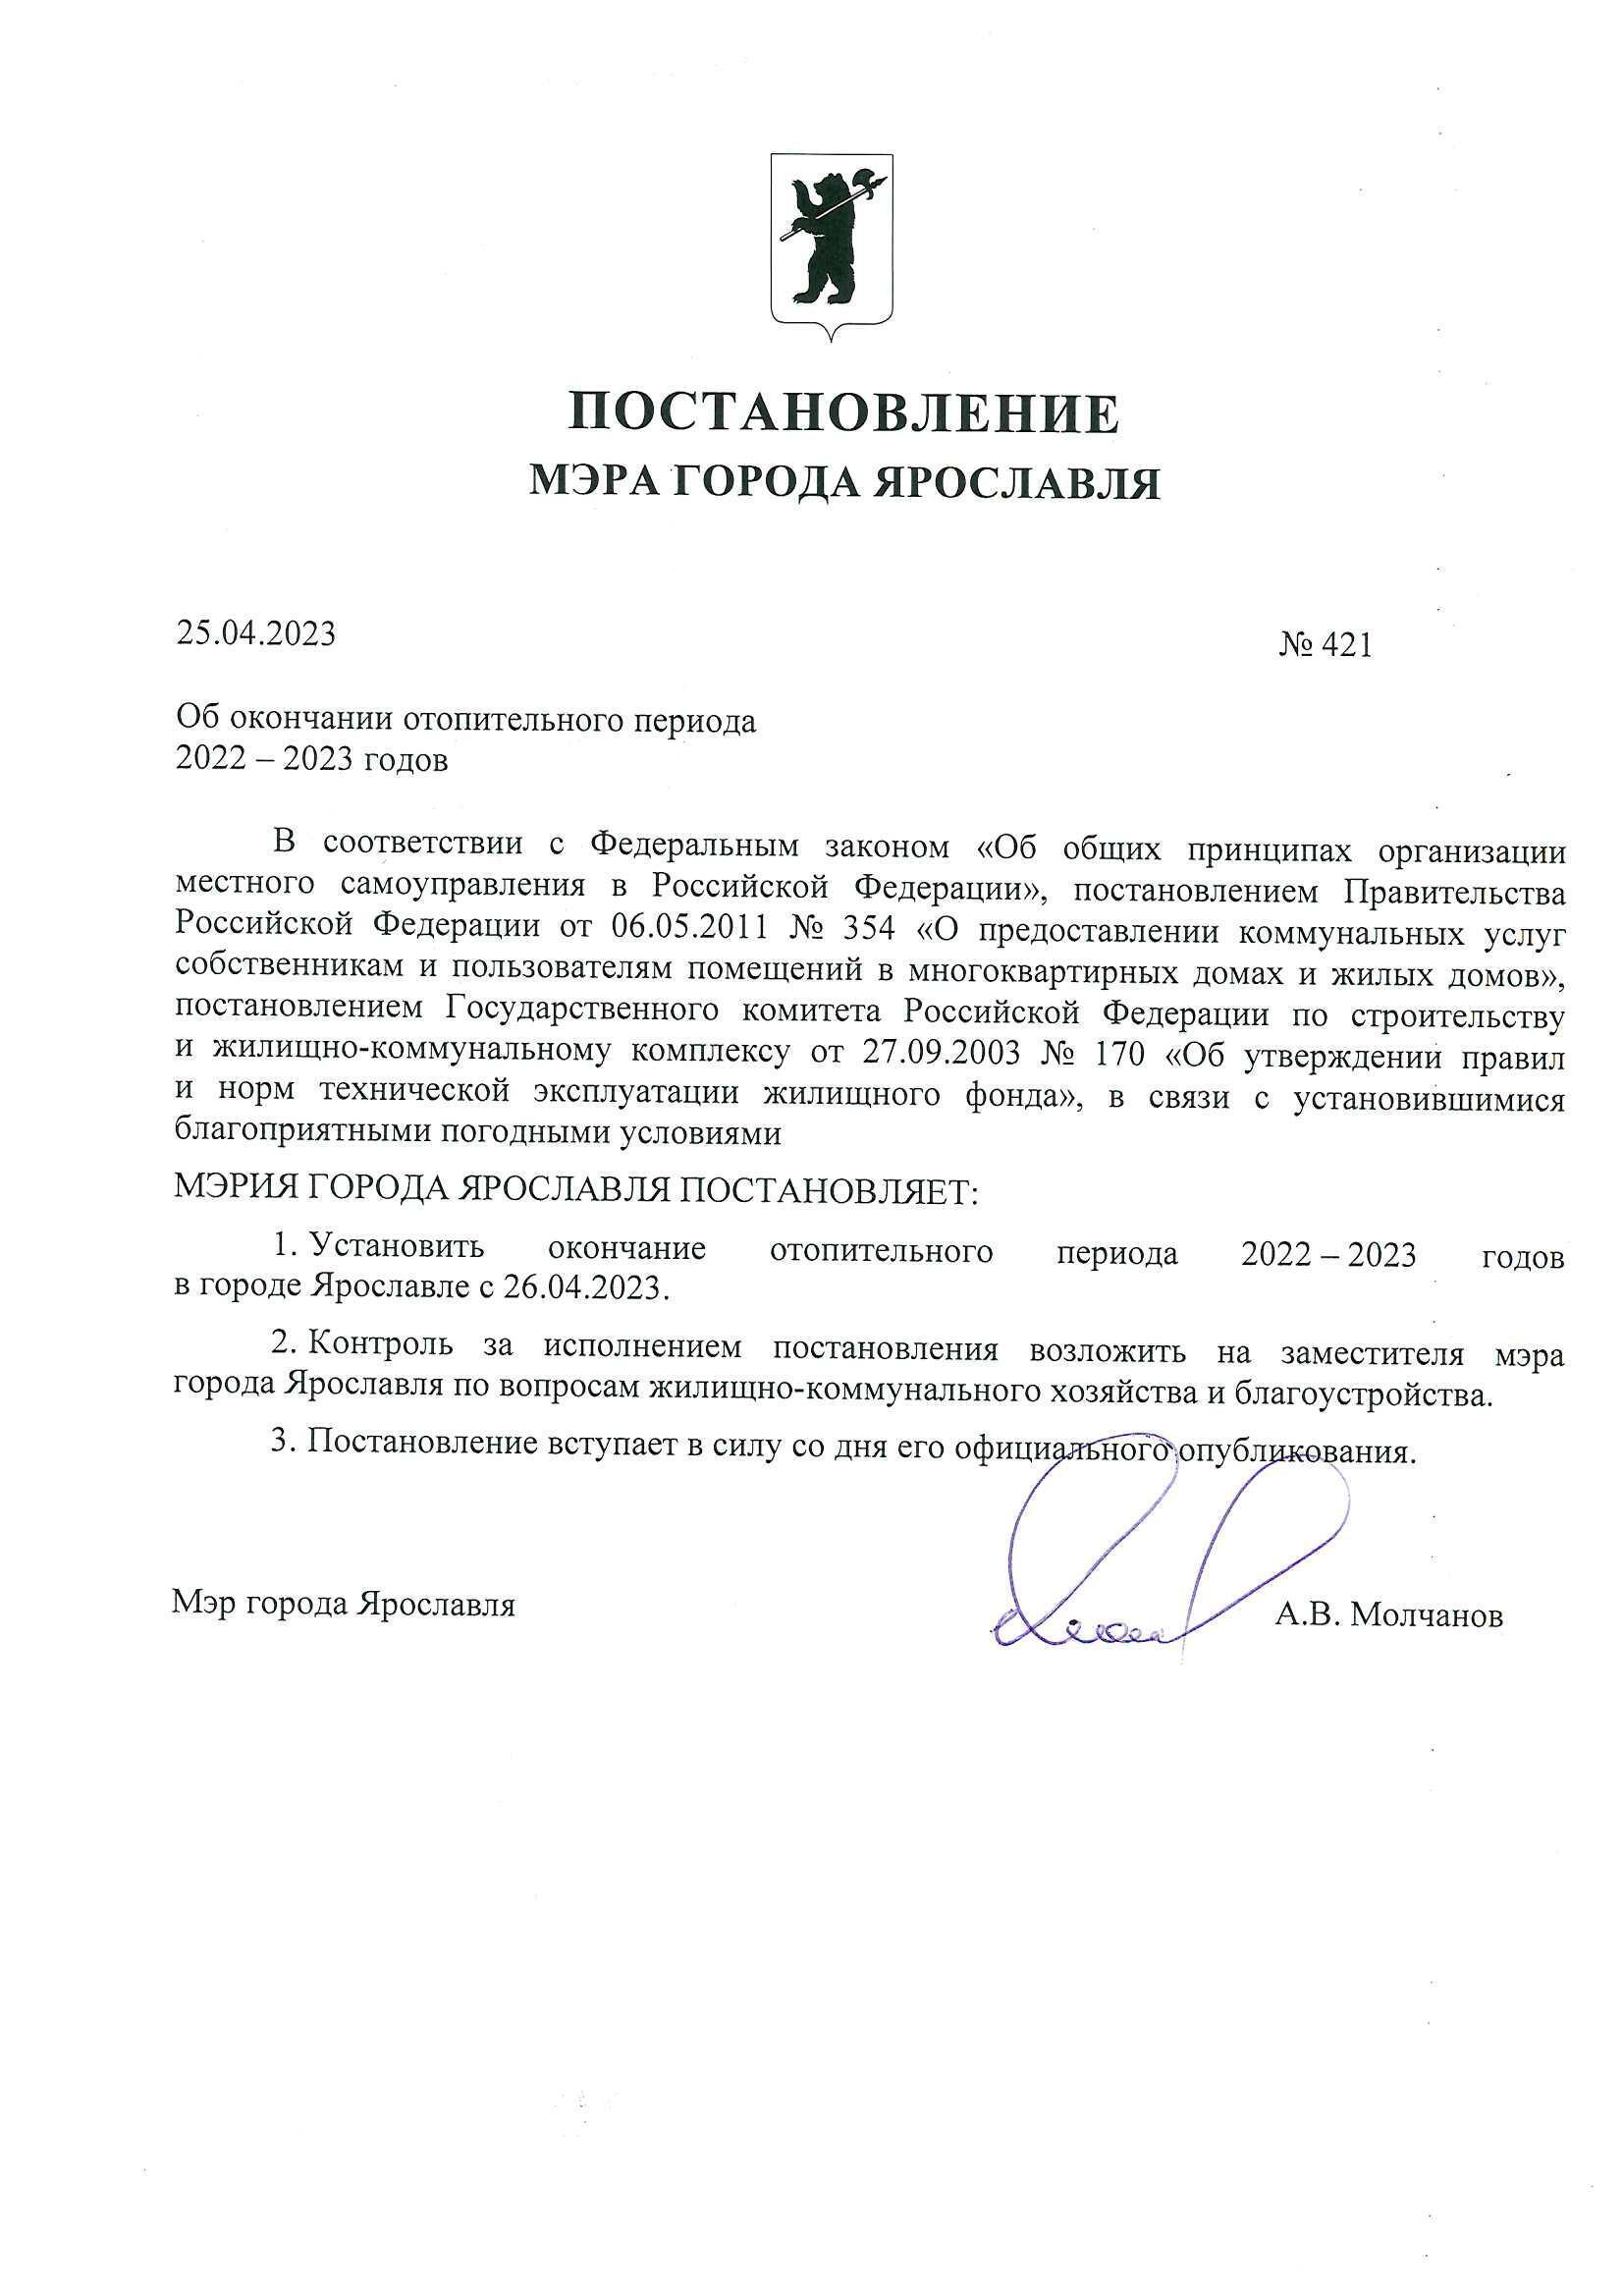 ПОСТАНОВЛЕНИЕ
МЭРА ГОРОДА ЯРОСЛАВЛЯ
25.04.2023
№ 421
Об окончании отопительного периода
2022 – 2023 годов
В соответствии с Федеральным законом «Об общих принципах организации
местного самоуправления в Российской Федерации», постановлением Правительства
Российской Федерации от 06.05.2011 № 354 «О предоставлении коммунальных услуг
собственникам и пользователям помещений в многоквартирных домах и жилых домов»,
постановлением Государственного комитета Российской Федерации по строительству
и жилищно-коммунальному комплексу от 27.09.2003 № 170 «Об утверждении правил
и норм технической эксплуатации жилищного фонда», в связи с установившимися
благоприятными погодными условиями
МЭРИЯ ГОРОДА ЯРОСЛАВЛЯ ПОСТАНОВЛЯЕТ:
1. Установить окончание отопительного периода 2022 – 2023 годов
в городе Ярославле с 26.04.2023.
2. Контроль за исполнением постановления возложить на заместителя мэра
города Ярославля по вопросам жилищно-коммунального хозяйства и благоустройства.
3. Постановление вступает в силу со дня его официального опубликования.
Мэр города Ярославля
А.В. Молчанов